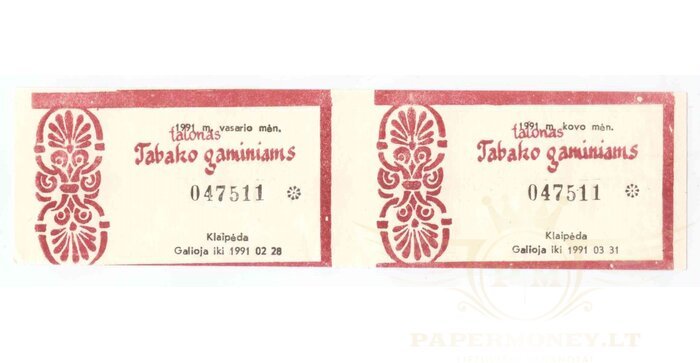 1991 m. vasario mėn.
talonas
Tabako gaminiams
047511
Klaipėda
Galioja iki 1991 02 28
1991 m. kovo mėn.
talonas
Tabako gaminiams
047511
Klaipėda
Galioja iki 1991 03 31
PM
PAPERMONEY.LT